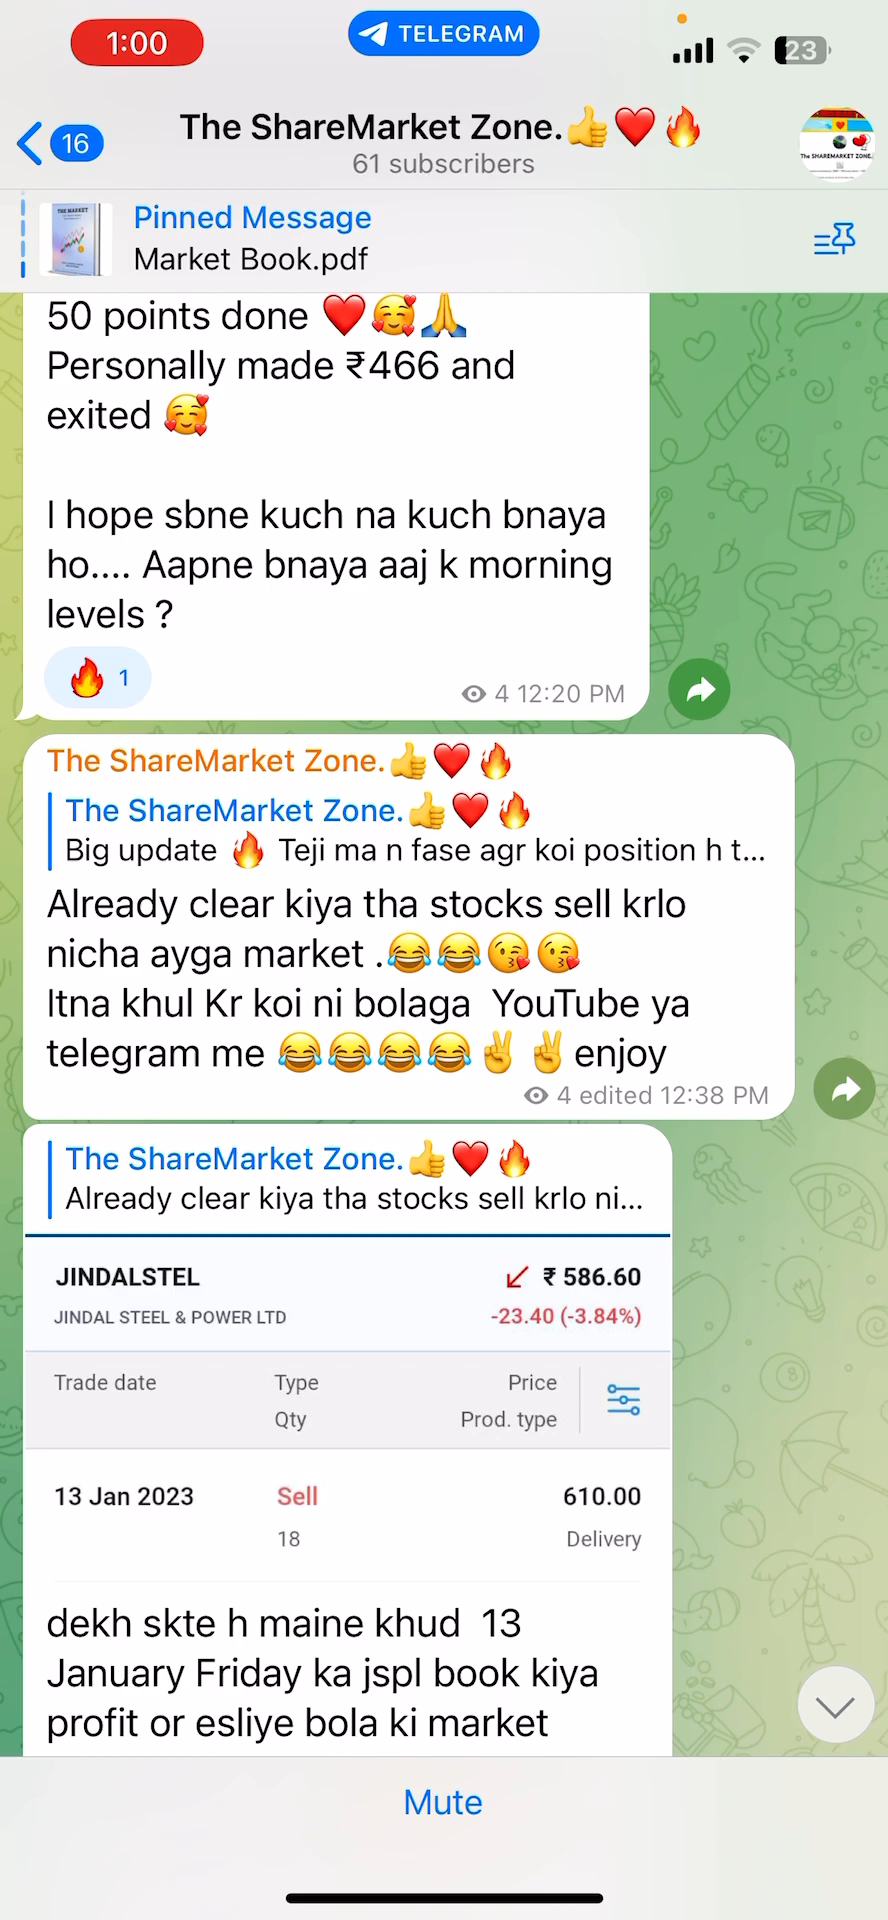 1:00
TELEGRAM
23
16
The ShareMarket Zone.👍❤️🔥
61 subscribers
THE MARKET
The SHAREMARKET ZONE.
Pinned Message
Market Book.pdf
50 points done ❤️🥰🙏
Personally made ₹466 and
exited 🥰
I hope sbne kuch na kuch bnaya
ho.... Aapne bnaya aaj k morning
levels ?
🔥 1
4 12:20 PM
The ShareMarket Zone.👍❤️🔥
The ShareMarket Zone.👍❤️🔥
Big update 🔥 Teji ma n fase agr koi position h t...
Already clear kiya tha stocks sell krlo
nicha ayga market .😂😂😘😘
Itna khul Kr koi ni bolaga YouTube ya
telegram me 😂😂😂😂✌️✌️enjoy
4 edited 12:38 PM
The ShareMarket Zone.👍❤️🔥
Already clear kiya tha stocks sell krlo ni...
JINDALSTEL ₹ 586.60
JINDAL STEEL & POWER LTD -23.40 (-3.84%)
Trade date Type Price
Qty Prod. type
13 Jan 2023 Sell 610.00
18 Delivery
dekh skte h maine khud 13
January Friday ka jspl book kiya
profit or esliye bola ki market
Mute